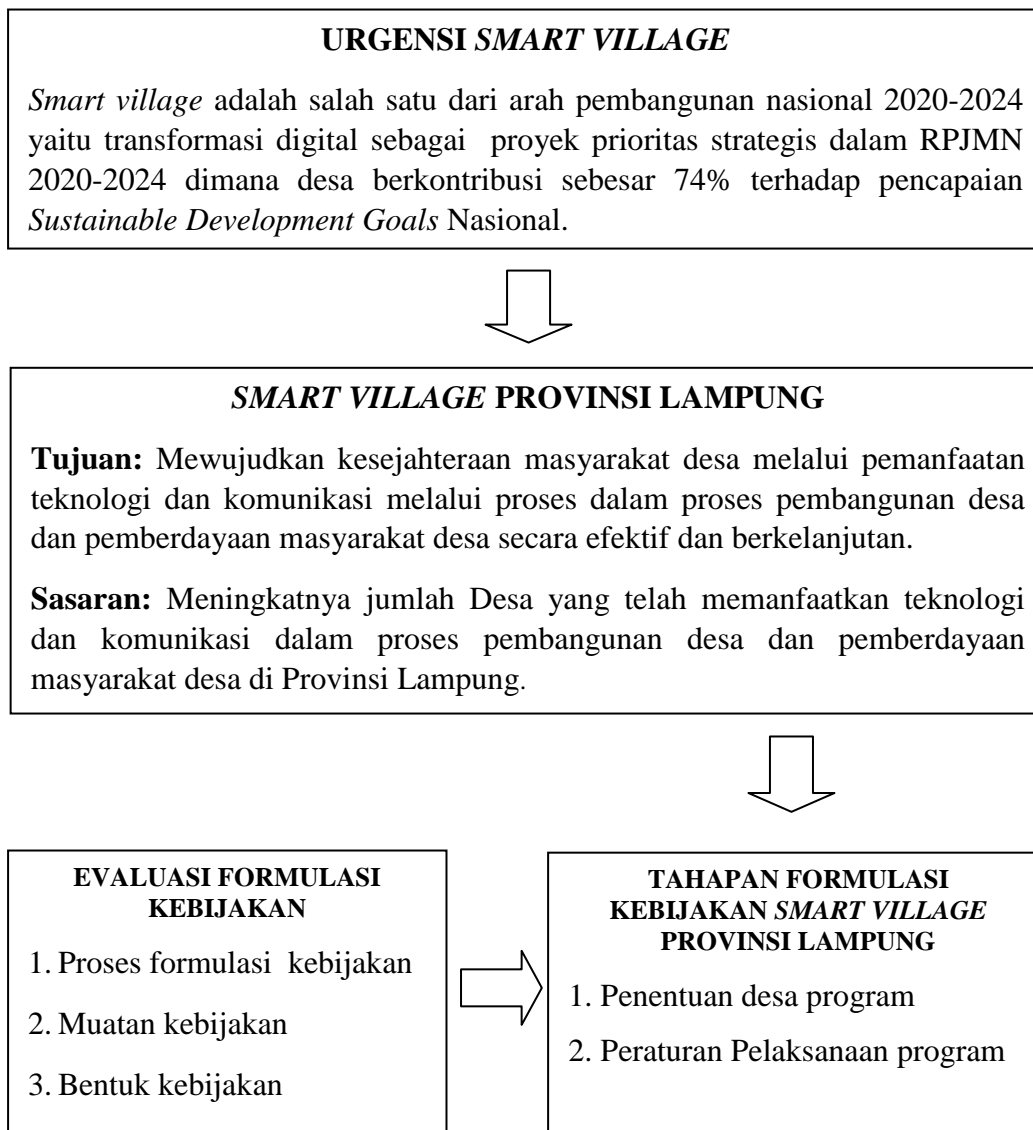 URGENSI SMART VILLAGE
Smart village adalah salah satu dari arah pembangunan nasional 2020-2024
yaitu transformasi digital sebagai proyek prioritas strategis dalam RPJMN
2020-2024 dimana desa berkontribusi sebesar 74% terhadap pencapaian
Sustainable Development Goals Nasional.
SMART VILLAGE PROVINSI LAMPUNG
Tujuan: Mewujudkan kesejahteraan masyarakat desa melalui pemanfaatan
teknologi dan komunikasi melalui proses dalam proses pembangunan desa
dan pemberdayaan masyarakat desa secara efektif dan berkelanjutan.
Sasaran: Meningkatnya jumlah Desa yang telah memanfaatkan teknologi
dan komunikasi dalam proses pembangunan desa dan pemberdayaan
masyarakat desa di Provinsi Lampung.
EVALUASI FORMULASI
KEBIJAKAN
1. Proses formulasi kebijakan
2. Muatan kebijakan
3. Bentuk kebijakan
TAHAPAN FORMULASI
KEBIJAKAN SMART VILLAGE
PROVINSI LAMPUNG
1. Penentuan desa program
2. Peraturan Pelaksanaan program